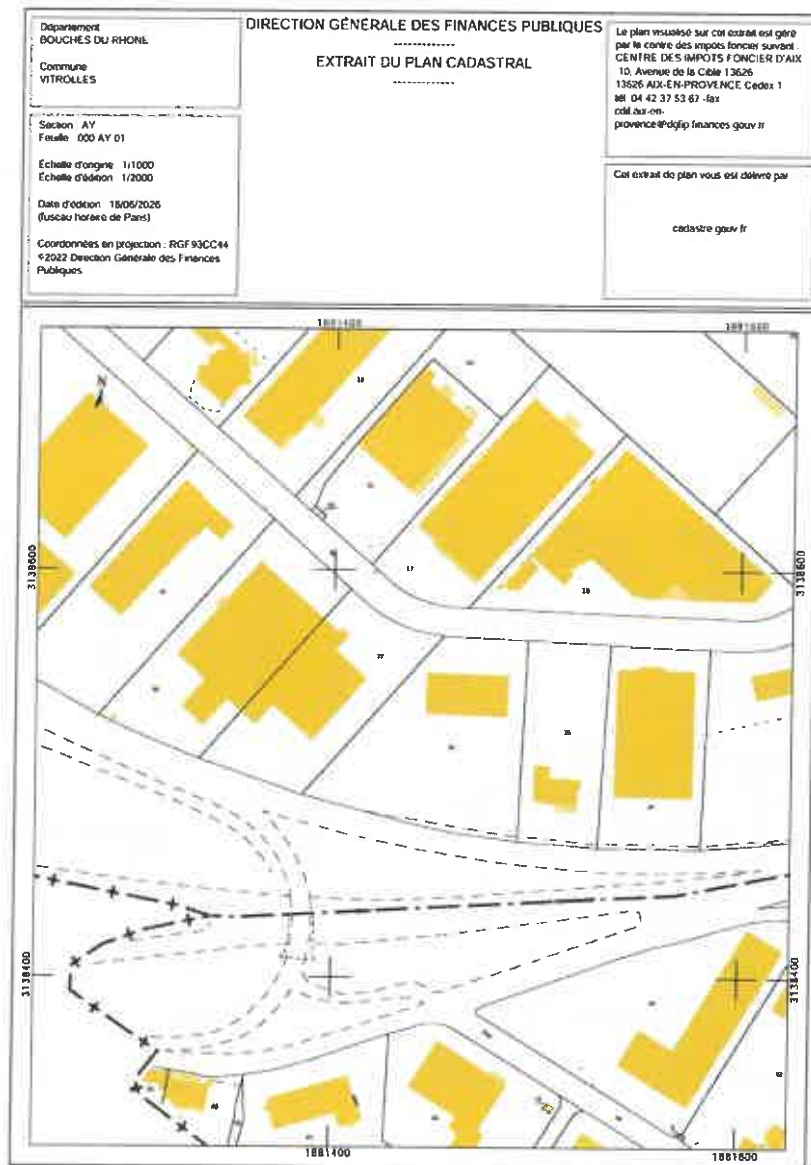 Département
BOUCHES DU RHONE
Commune
VITROLLES
Section AY
Feuille 000 AY 01
Échelle d'origine 1/1000
Échelle d'édition 1/2000
Date d'édition 16/06/2026
(fuseau horaire de Paris)
Coordonnées en projection : RGF93CC44
©2022 Direction Générale des Finances
Publiques
DIRECTION GÉNÉRALE DES FINANCES PUBLIQUES
EXTRAIT DU PLAN CADASTRAL
Le plan visualisé sur cet extrait est géré
par le centre des impots foncier suivant
CENTRE DES IMPOTS FONCIER D'AIX
10, Avenue de la Cible 13626
13626 AIX-EN-PROVENCE Cedex 1
tél 04 42 37 53 67 -fax
cdif.aix-en-
provence@dgfip finances gouv fr
Cet extrait de plan vous est délivré par
cadastre gouv fr
1881400
1881600
N
3138600
3138600
3138400
3138400
1881400
1881600